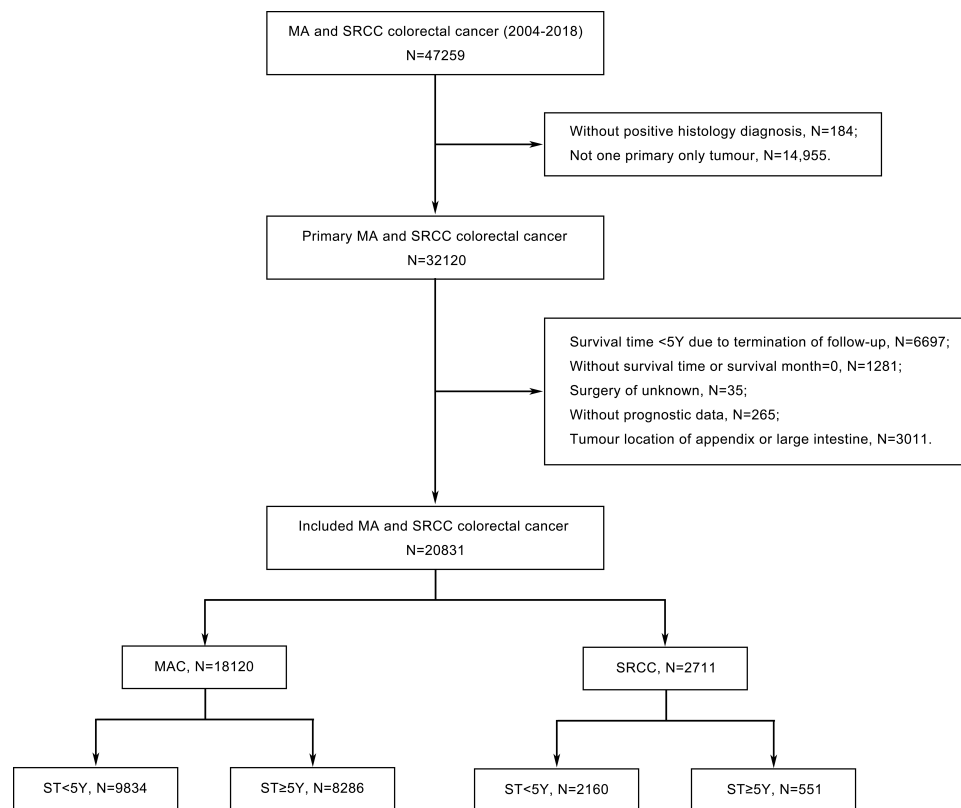 MA and SRCC colorectal cancer (2004-2018)
N=47259
Without positive histology diagnosis, N=184;
Not one primary only tumour, N=14,955.
Primary MA and SRCC colorectal cancer
N=32120
Survival time <5Y due to termination of follow-up, N=6697;
Without survival time or survival month=0, N=1281;
Surgery of unknown, N=35;
Without prognostic data, N=265;
Tumour location of appendix or large intestine, N=3011.
Included MA and SRCC colorectal cancer
N=20831
MAC, N=18120
SRCC, N=2711
ST<5Y, N=9834
ST≥5Y, N=8286
ST<5Y, N=2160
ST≥5Y, N=551